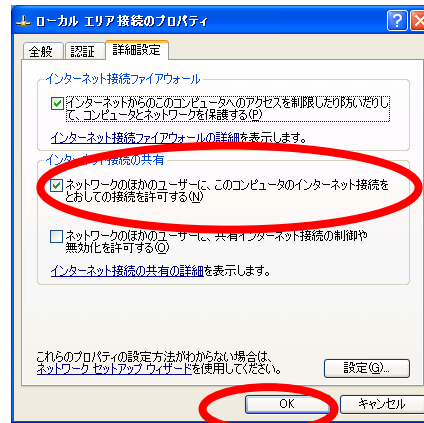 ローカル エリア接続のプロパティ
全般 認証 詳細設定
インターネット接続ファイアウォール
インターネットからのこのコンピュータへのアクセスを制限したり防いだりし
て、コンピュータとネットワークを保護する(P)
インターネット接続ファイアウォールの詳細を表示します。
インターネット接続の共有
ネットワークのほかのユーザーに、このコンピュータのインターネット接続を
とおしての接続を許可する(N)
ネットワークのほかのユーザーに、共有インターネット接続の制御や
無効化を許可する(O)
インターネット接続の共有の詳細を表示します。
これらのプロパティの設定方法がわからない場合は、
ネットワーク セットアップ ウィザードを使用してください。
設定(G)...
OK キャンセル